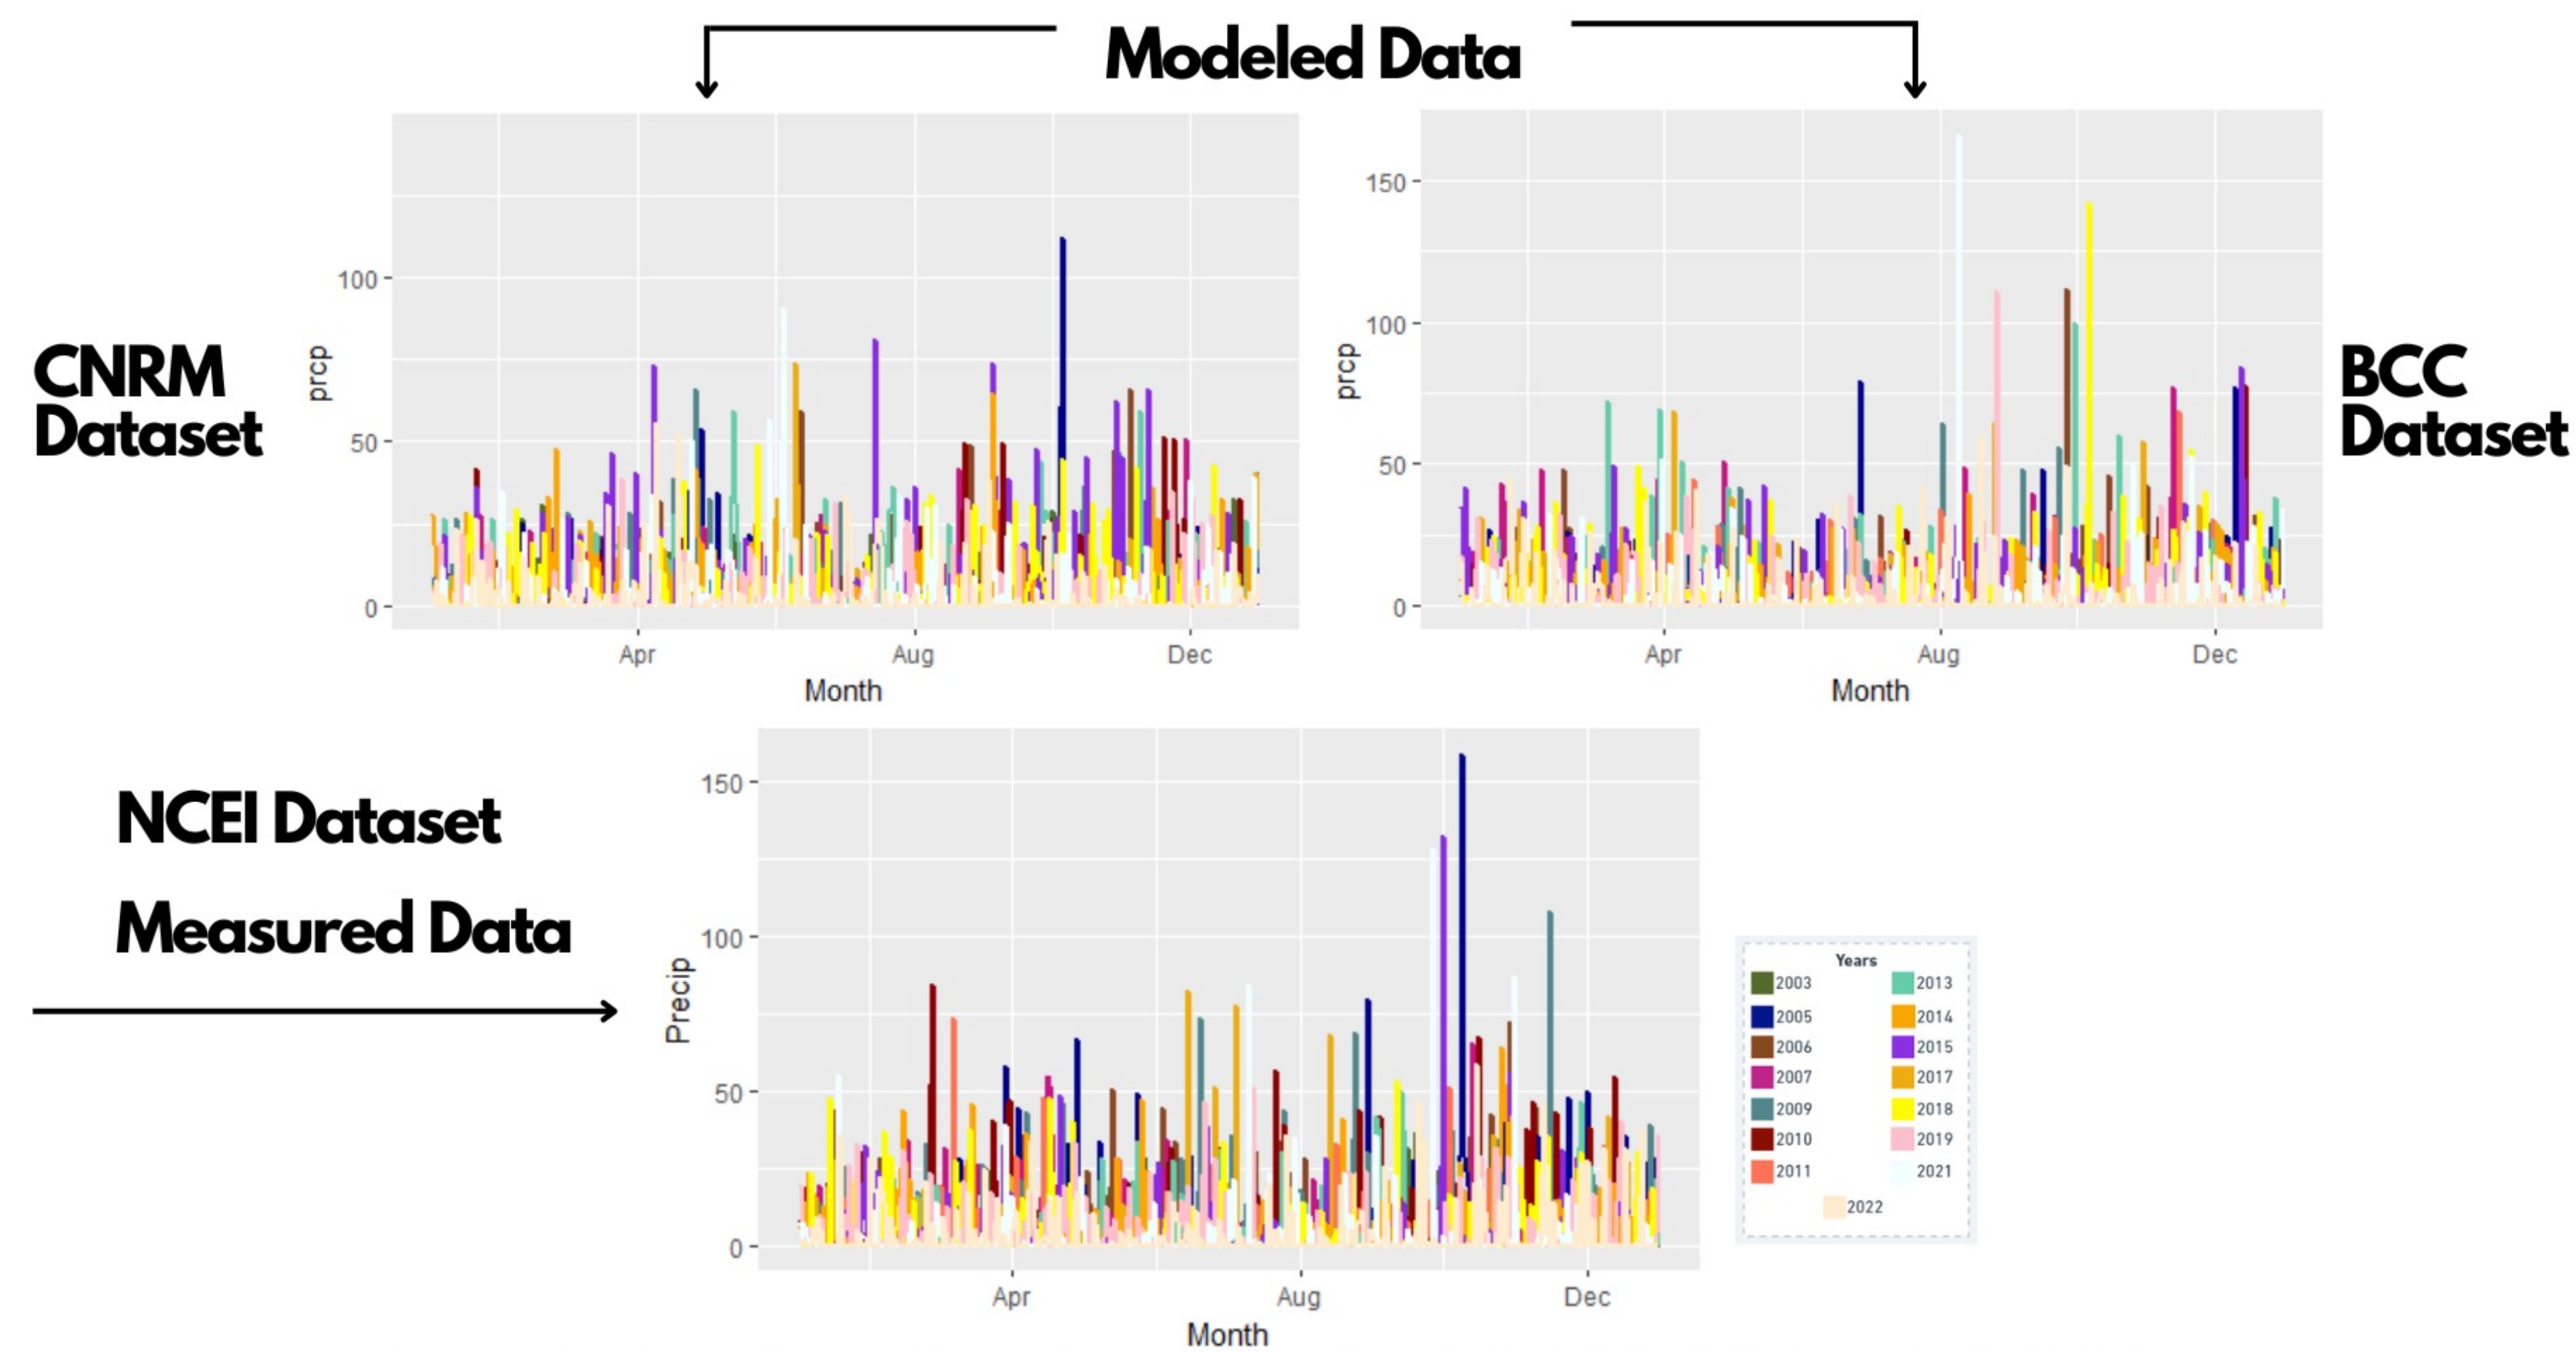 Modeled Data
CNRM
Dataset
prcp
100
50
0
Apr
Aug
Dec
Month
prcp
150
100
50
0
Apr
Aug
Dec
Month
BCC
Dataset
NCEI Dataset
Measured Data
Precip
150
100
50
0
Apr
Aug
Dec
Month
Years
2003
2013
2005
2014
2006
2015
2007
2017
2009
2018
2010
2019
2011
2021
2022